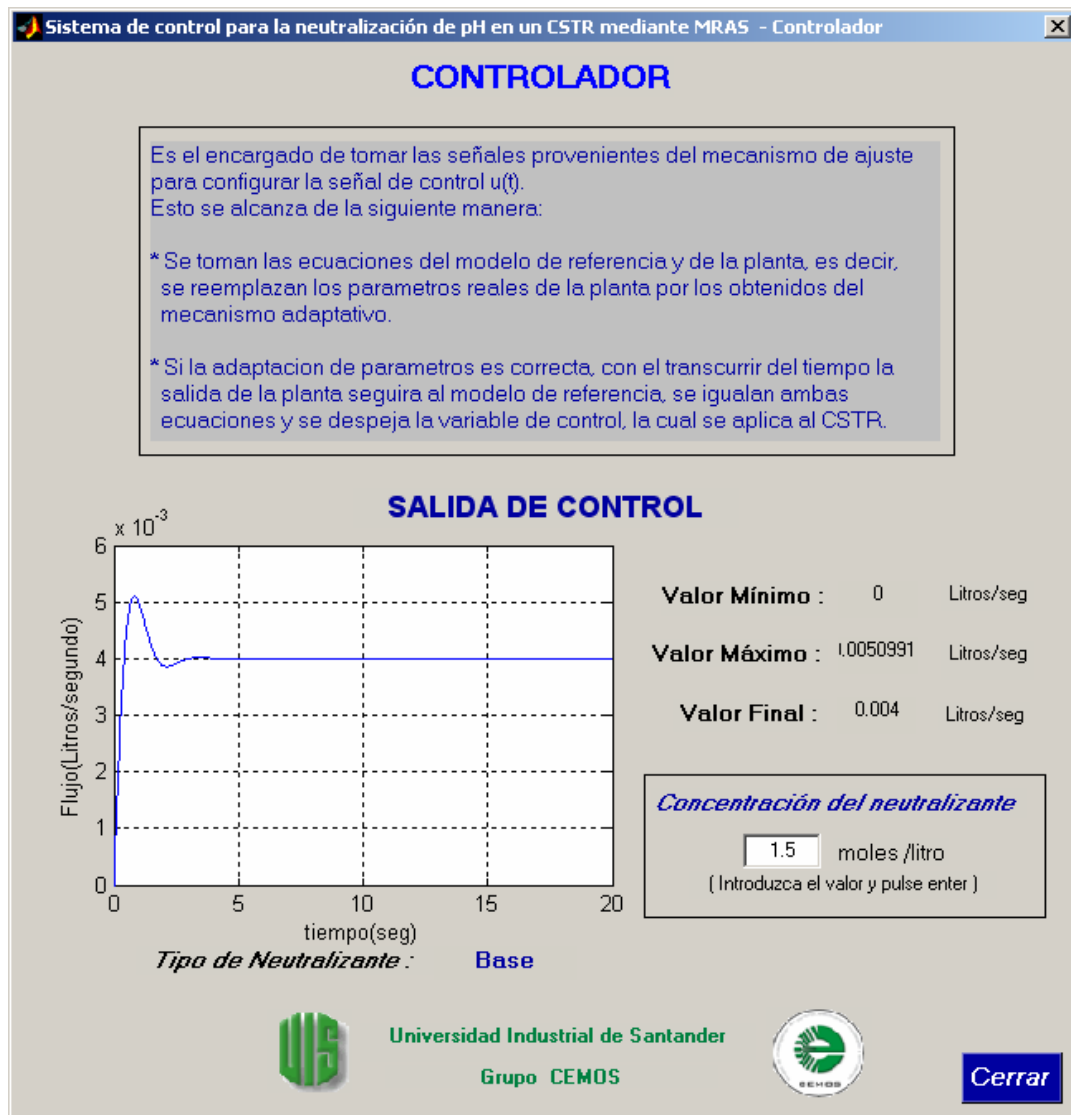 Sistema de control para la neutralización de pH en un CSTR mediante MRAS - Controlador
CONTROLADOR
Es el encargado de tomar las señales provenientes del mecanismo de ajuste
para configurar la señal de control u(t).
Esto se alcanza de la siguiente manera:
* Se toman las ecuaciones del modelo de referencia y de la planta, es decir,
se reemplazan los parametros reales de la planta por los obtenidos del
mecanismo adaptativo.
* Si la adaptacion de parametros es correcta, con el transcurrir del tiempo la
salida de la planta seguira al modelo de referencia, se igualan ambas
ecuaciones y se despeja la variable de control, la cual se aplica al CSTR.
SALIDA DE CONTROL
x 10-3
6
5
4
3
2
1
0
Flujo(Litros/segundo)
0 5 10 15 20
tiempo(seg)
Valor Mínimo : 0 Litros/seg
Valor Máximo : .0050991 Litros/seg
Valor Final : 0.004 Litros/seg
Concentración del neutralizante
1.5 moles /litro
( Introduzca el valor y pulse enter )
Tipo de Neutralizante : Base
UIS
Universidad Industrial de Santander
Grupo CEMOS
CEMOS
Cerrar